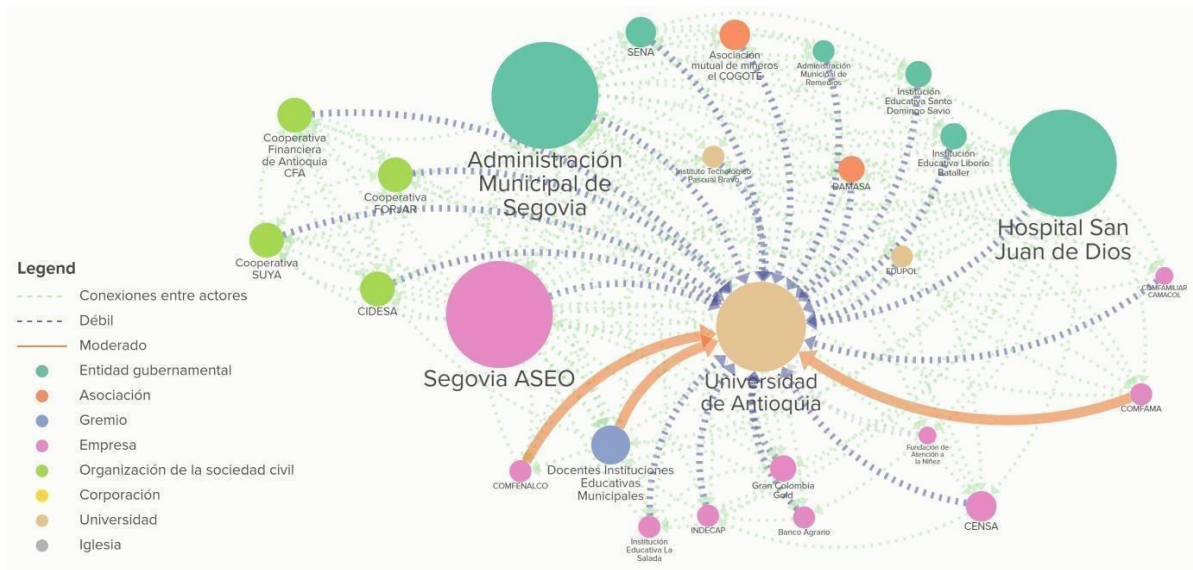 SENA
Asociación
mutual de mineros
el COGOTE
Administración
Municipal de
Remedios
Institución
Educativa Santo
Domingo Savio
Cooperativa
Financiera
de Antioquia
CFA
Administración
Municipal de
Segovia
Institución
Educativa Liborio
Bataller
Instituto Tecnológico
Pascual Bravo
DAMASA
Cooperativa
FORJAR
Hospital San
Juan de Dios
Cooperativa
SUYA
EDUPOL
COMFAMILIAR
CAMACOL
CIDESA
Segovia ASEO
Universidad
de Antioquia
COMFAMA
Fundación de
Atención a
la Niñez
COMFENALCO
Docentes Instituciones
Educativas
Municipales
Gran Colombia
Gold
CENSA
INDECAP
Banco Agrario
Institución
Educativa La
Salada
Legend
Conexiones entre actores
Débil
Moderado
Entidad gubernamental
Asociación
Gremio
Empresa
Organización de la sociedad civil
Corporación
Universidad
Iglesia